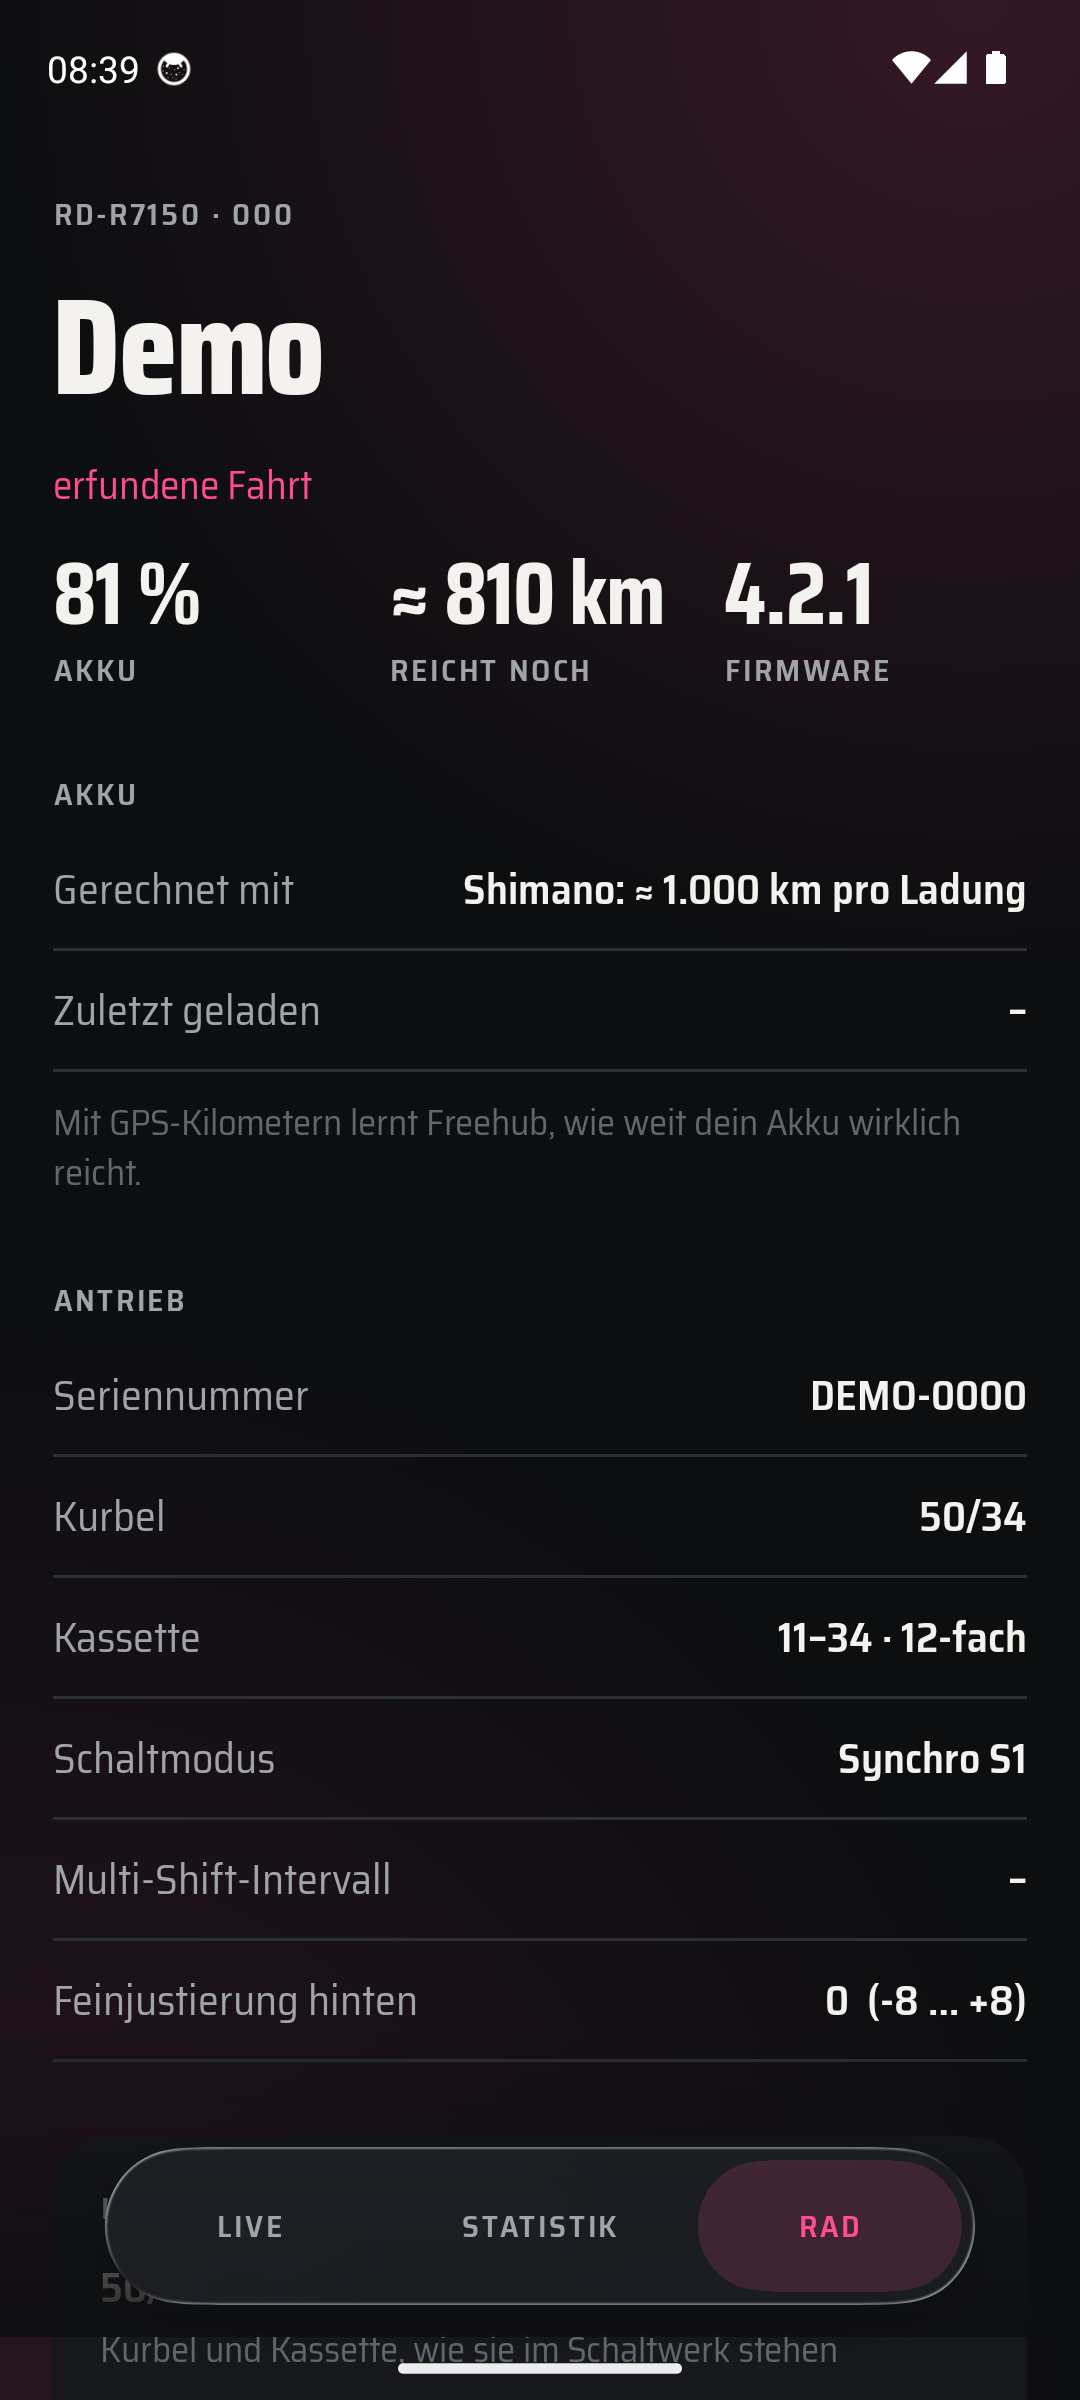 08:39
RD-R7150 · 000
Demo
erfundene Fahrt
81 % ≈ 810 km 4.2.1
AKKU REICHT NOCH FIRMWARE
AKKU
Gerechnet mit Shimano: ≈ 1.000 km pro Ladung
Zuletzt geladen –
Mit GPS-Kilometern lernt Freehub, wie weit dein Akku wirklich
reicht.
ANTRIEB
Seriennummer DEMO-0000
Kurbel 50/34
Kassette 11–34 · 12-fach
Schaltmodus Synchro S1
Multi-Shift-Intervall –
Feinjustierung hinten 0 (-8 … +8)
LIVE STATISTIK RAD
Kurbel und Kassette, wie sie im Schaltwerk stehen